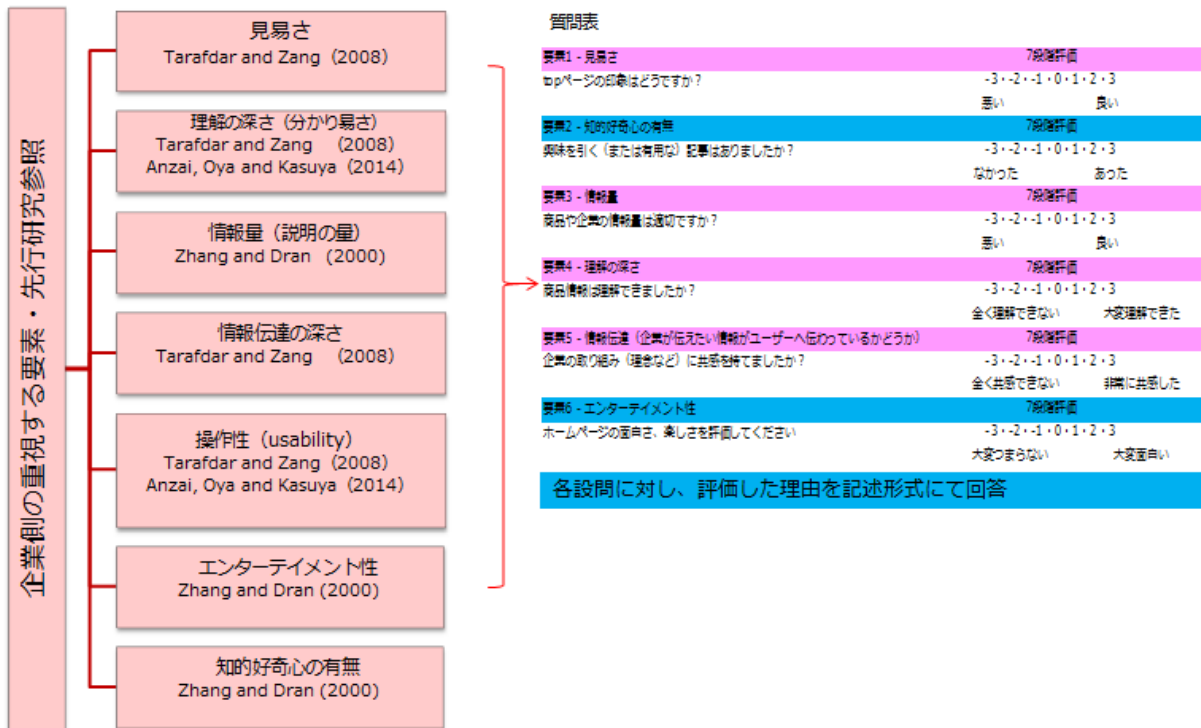 企業側の重視する要素・先行研究参照
見易さ
Tarafdar and Zang（2008）
理解の深さ（分かり易さ）
Tarafdar and Zang （2008）
Anzai, Oya and Kasuya（2014）
情報量（説明の量）
Zhang and Dran （2000）
情報伝達の深さ
Tarafdar and Zang （2008）
操作性（usability）
Tarafdar and Zang（2008）
Anzai, Oya and Kasuya（2014）
エンターテイメント性
Zhang and Dran (2000)
知的好奇心の有無
Zhang and Dran (2000)
質問表
要素1 - 見易さ 7段階評価
topページの印象はどうですか？ -3・-2・-1・0・1・2・3
悪い 良い
要素2 - 知的好奇心の有無 7段階評価
興味を引く（または有用な）記事はありましたか？ -3・-2・-1・0・1・2・3
なかった あった
要素3 - 情報量 7段階評価
商品や企業の情報量は適切ですか？ -3・-2・-1・0・1・2・3
悪い 良い
要素4 - 理解の深さ 7段階評価
商品情報は理解できましたか？ -3・-2・-1・0・1・2・3
全く理解できない 大変理解できた
要素5 - 情報伝達（企業が伝えたい情報がユーザーへ伝わっているかどうか） 7段階評価
企業の取り組み（理念など）に共感を持てましたか？ -3・-2・-1・0・1・2・3
全く共感できない 非常に共感した
要素6 - エンターテイメント性 7段階評価
ホームページの面白さ、楽しさを評価してください -3・-2・-1・0・1・2・3
大変つまらない 大変面白い
各設問に対し、評価した理由を記述形式にて回答